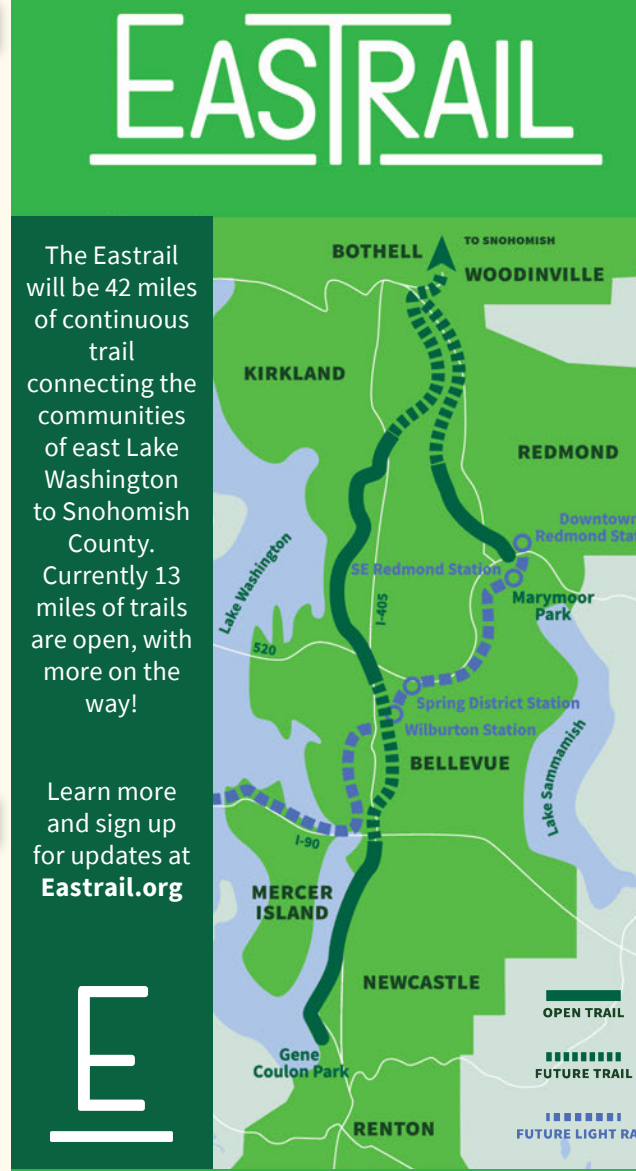 EASTRAIL
The Eastrail
will be 42 miles
of continuous
trail
connecting the
communities
of east Lake
Washington
to Snohomish
County.
Currently 13
miles of trails
are open, with
more on the
way!
Learn more
and sign up
for updates at
Eastrail.org
E
TO SNOHOMISH
BOTHELL
WOODINVILLE
KIRKLAND
REDMOND
Downtown
Redmond
SE Redmond Station
Marymoor
Park
Lake Washington
I-405
520
Spring District Station
Wilburton Station
BELLEVUE
Lake Sammamish
I-90
MERCER
ISLAND
NEWCASTLE
Gene
Coulon Park
RENTON
OPEN TRAIL
FUTURE TRAIL
FUTURE LIGHT